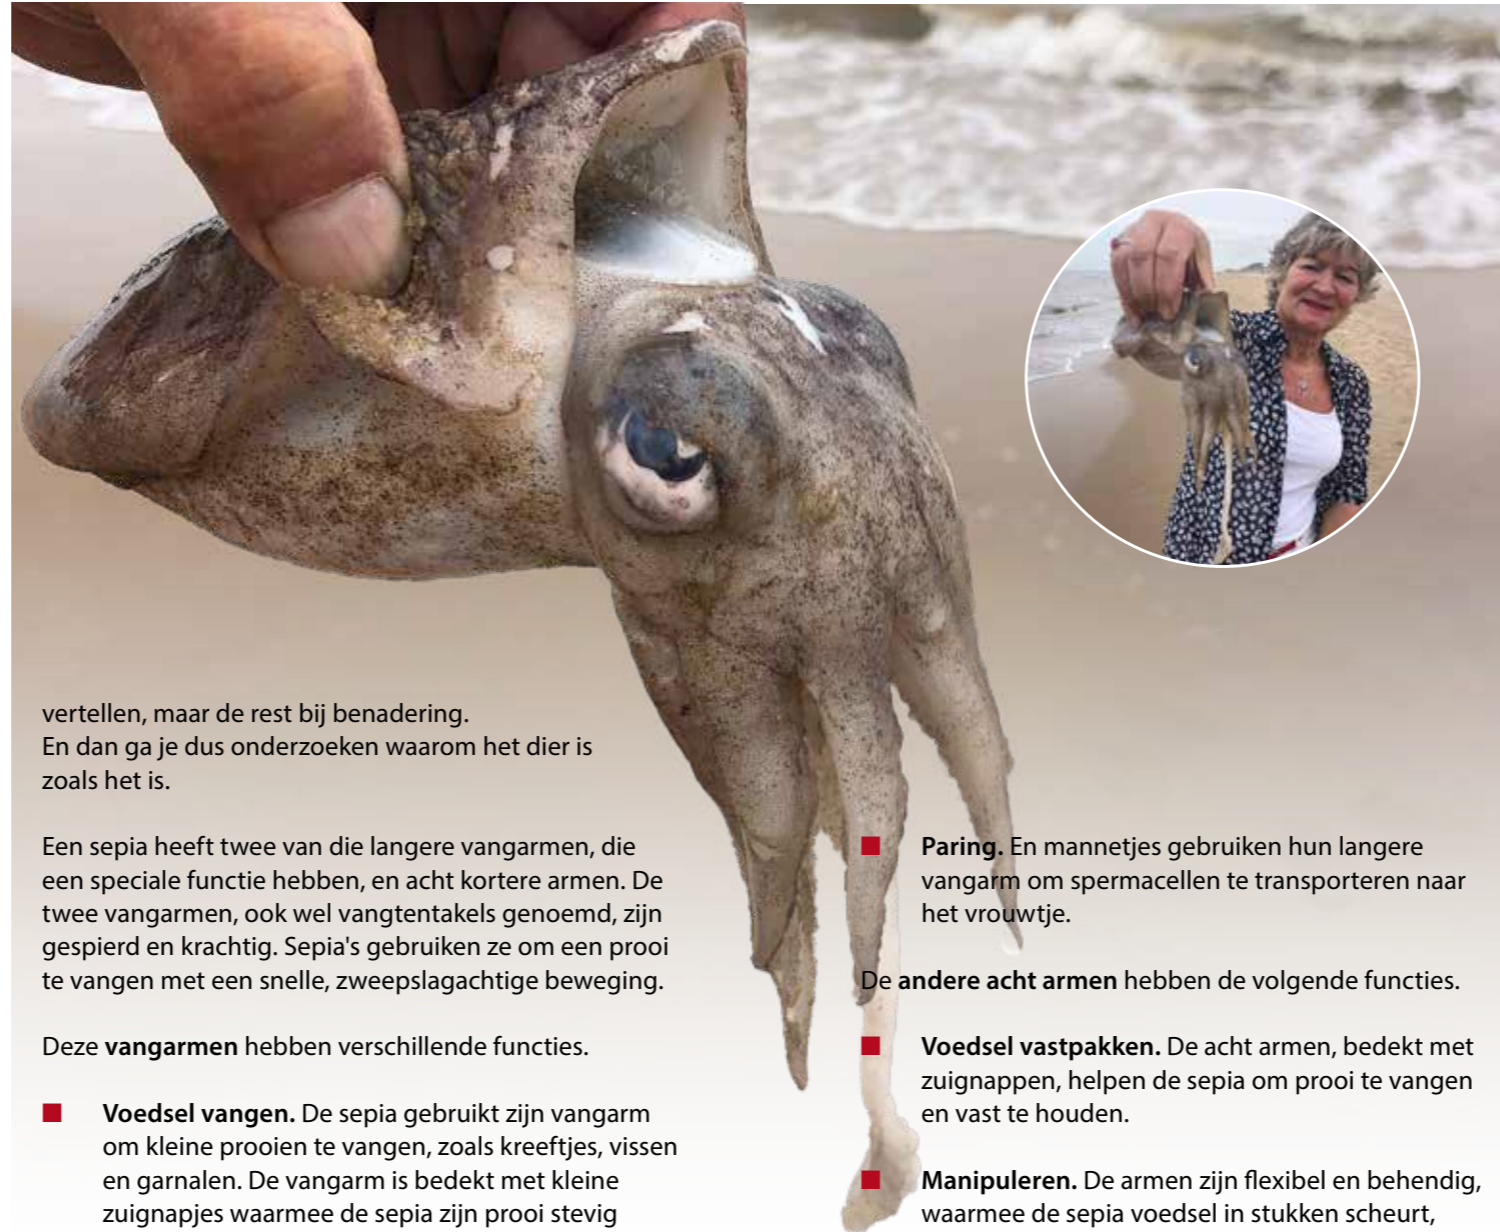 vertellen, maar de rest bij benadering.
En dan ga je dus onderzoeken waarom het dier is
zoals het is.
Een sepia heeft twee van die langere vangarmen, die
een speciale functie hebben, en acht kortere armen. De
twee vangarmen, ook wel vangtentakels genoemd, zijn
gespierd en krachtig. Sepia's gebruiken ze om een prooi
te vangen met een snelle, zweepslagachtige beweging.
Deze vangarmen hebben verschillende functies.
Voedsel vangen. De sepia gebruikt zijn vangarm
om kleine prooien te vangen, zoals kreeftjes, vissen
en garnalen. De vangarm is bedekt met kleine
zuignapjes waarmee de sepia zijn prooi stevig
Paring. En mannetjes gebruiken hun langere
vangarm om spermacellen te transporteren naar
het vrouwtje.
De andere acht armen hebben de volgende functies.
Voedsel vastpakken. De acht armen, bedekt met
zuignappen, helpen de sepia om prooi te vangen
en vast te houden.
Manipuleren. De armen zijn flexibel en behendig,
waarmee de sepia voedsel in stukken scheurt,